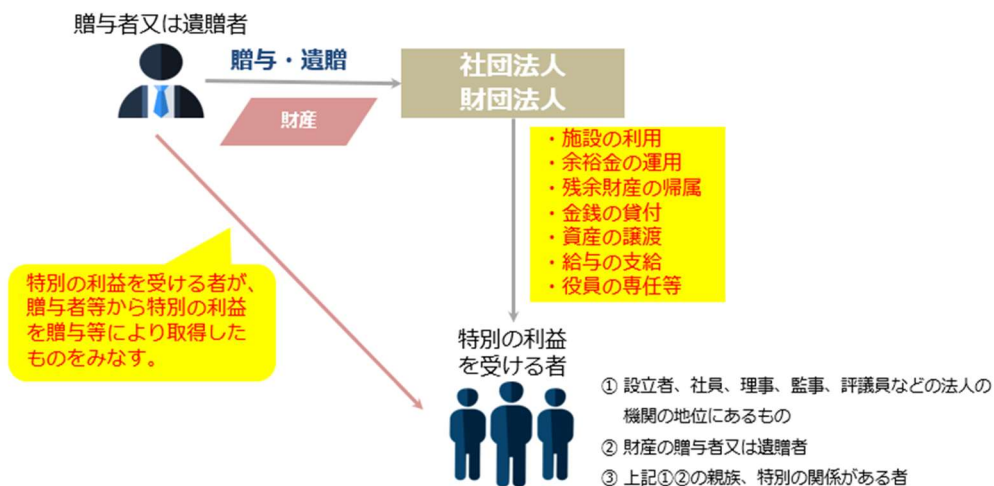 贈与者又は遺贈者
贈与・遺贈
財産
社団法人
財団法人
・施設の利用
・余裕金の運用
・残余財産の帰属
・金銭の貸付
・資産の譲渡
・給与の支給
・役員の専任等
特別の利益を受ける者が、
贈与者等から特別の利益
を贈与等により取得した
ものをみなす。
特別の利益
を受ける者
① 設立者、社員、理事、監事、評議員などの法人の
機関の地位にあるもの
② 財産の贈与者又は遺贈者
③ 上記①②の親族、特別の関係がある者